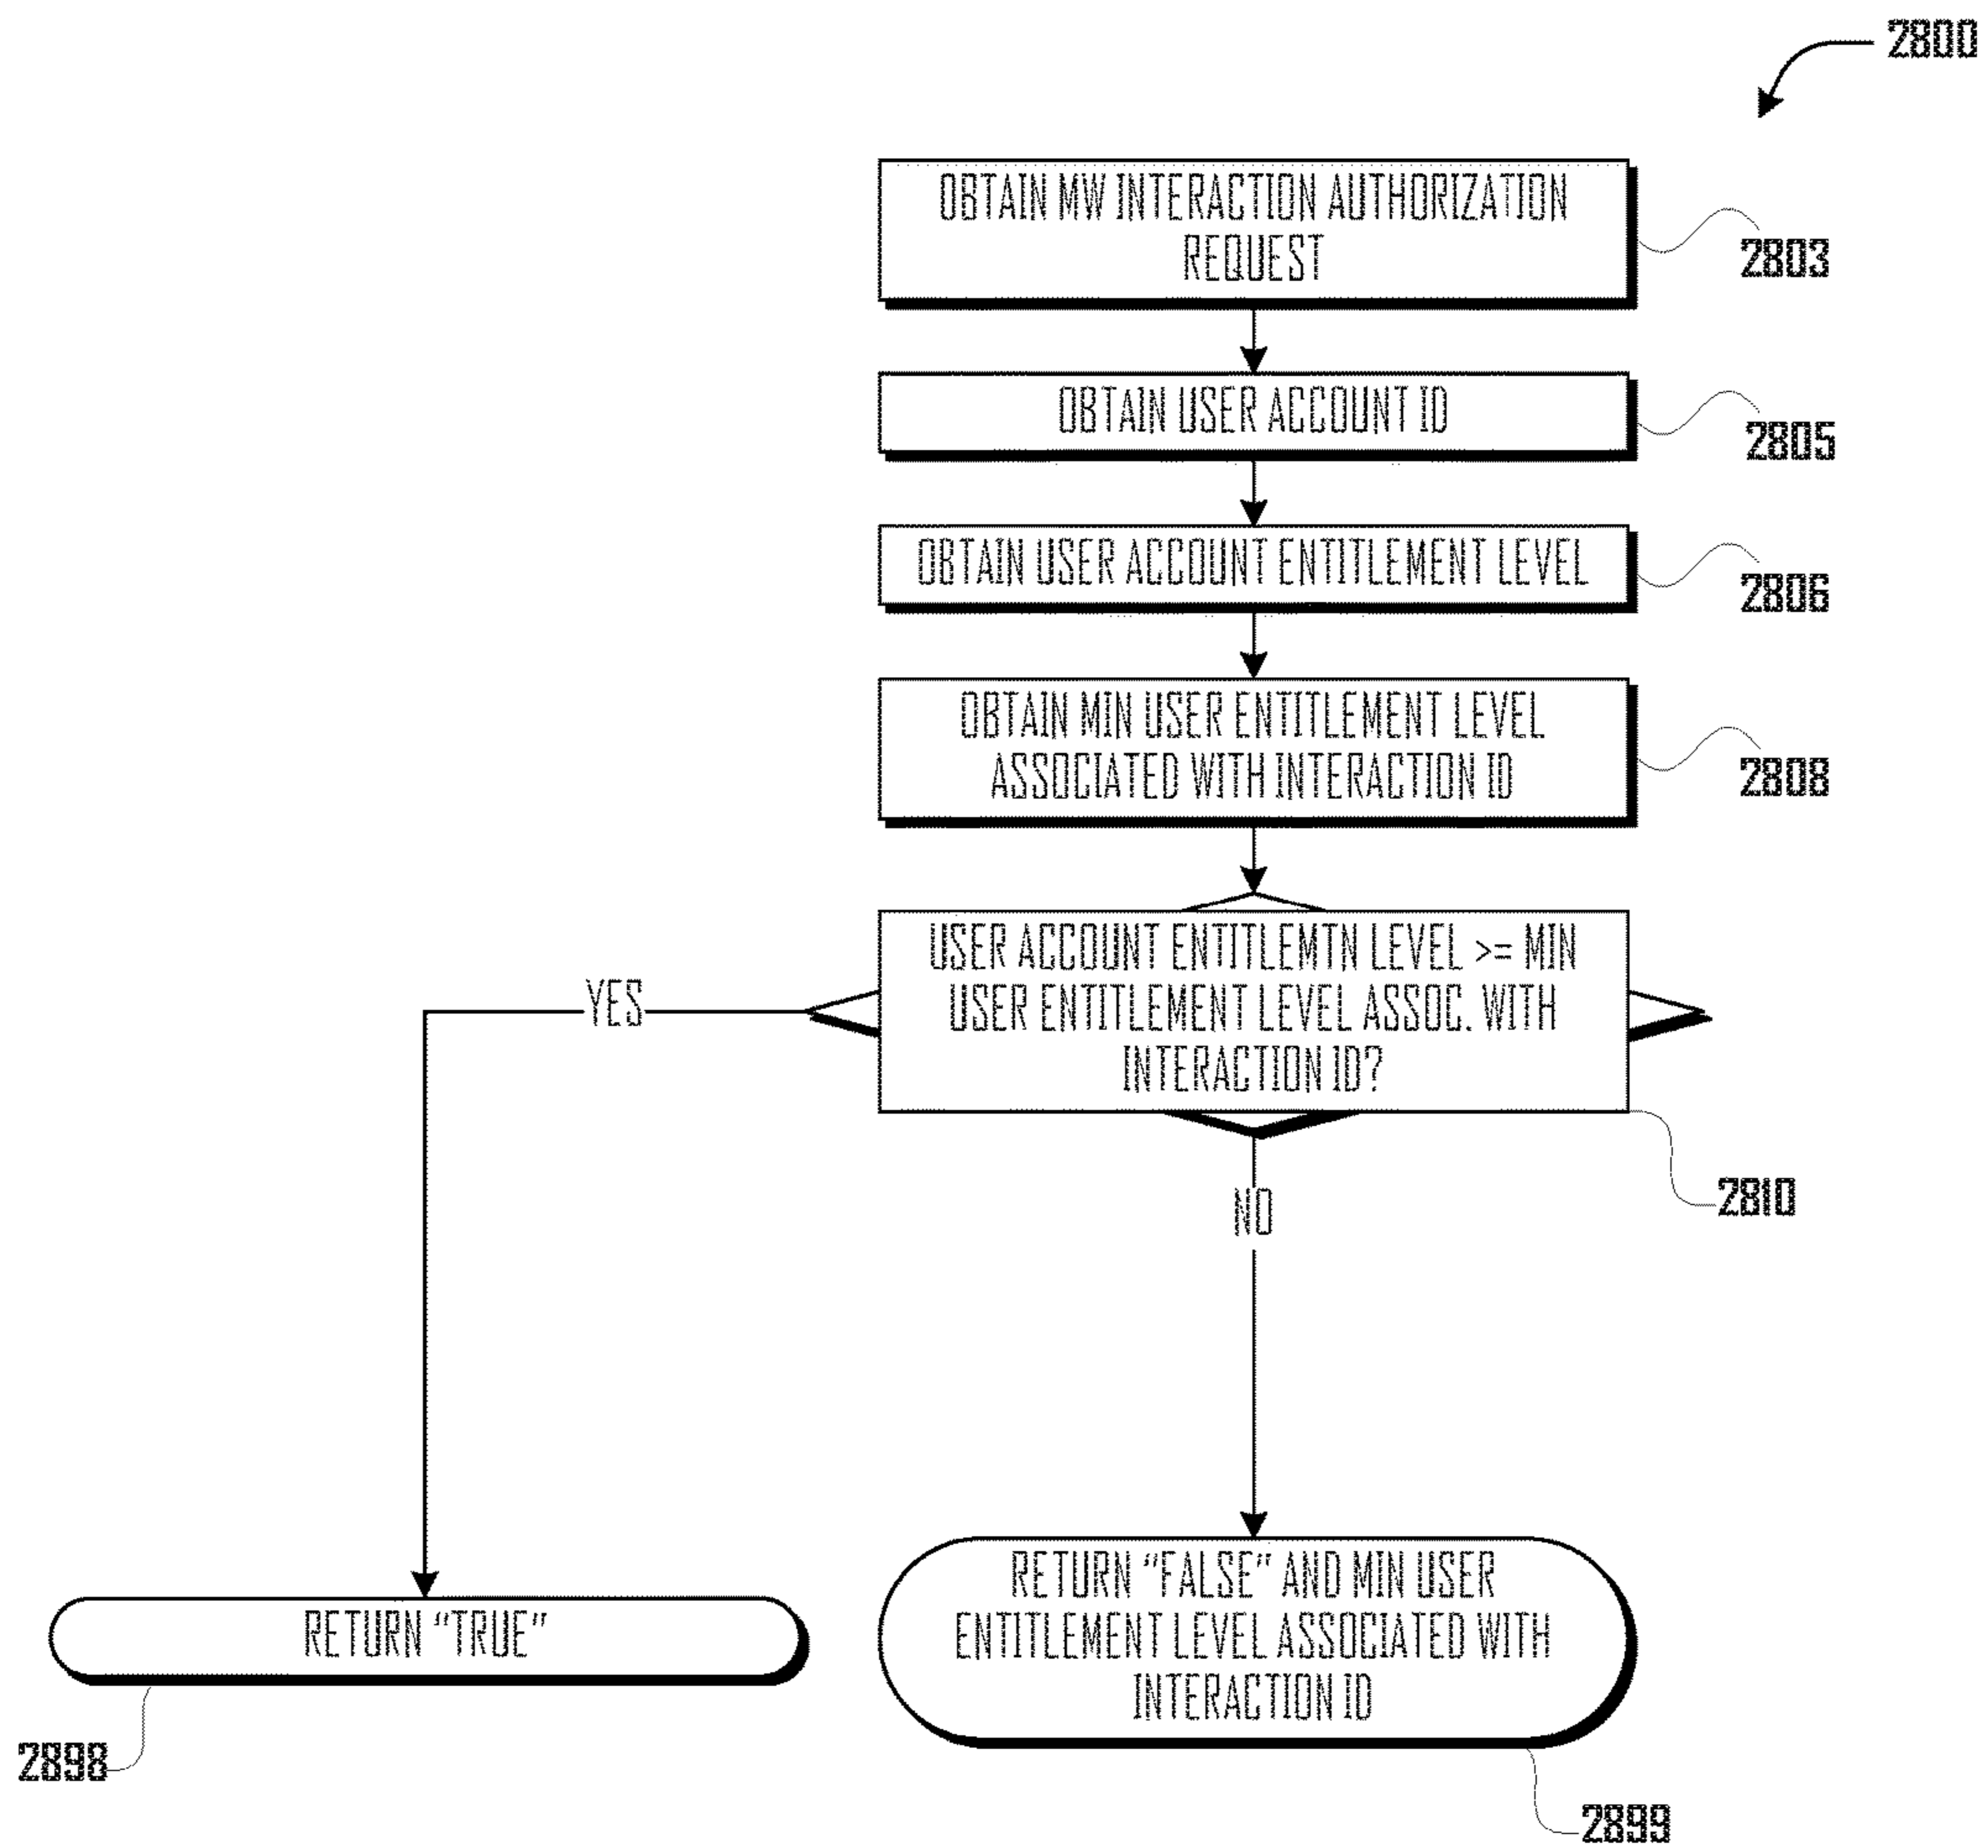 2800
OBTAIN MW INTERACTION AUTHORIZATION
REQUEST
2803
OBTAIN USER ACCOUNT ID
2805
OBTAIN USER ACCOUNT ENTITLEMENT LEVEL
2806
OBTAIN MIN USER ENTITLEMENT LEVEL
ASSOCIATED WITH INTERACTION ID
2808
USER ACCOUNT ENTITLEMTN LEVEL >= MIN
USER ENTITLEMENT LEVEL ASSOC. WITH
INTERACTION ID?
2810
YES
NO
RETURN "TRUE"
2898
RETURN "FALSE" AND MIN USER
ENTITLEMENT LEVEL ASSOCIATED WITH
INTERACTION ID
2899